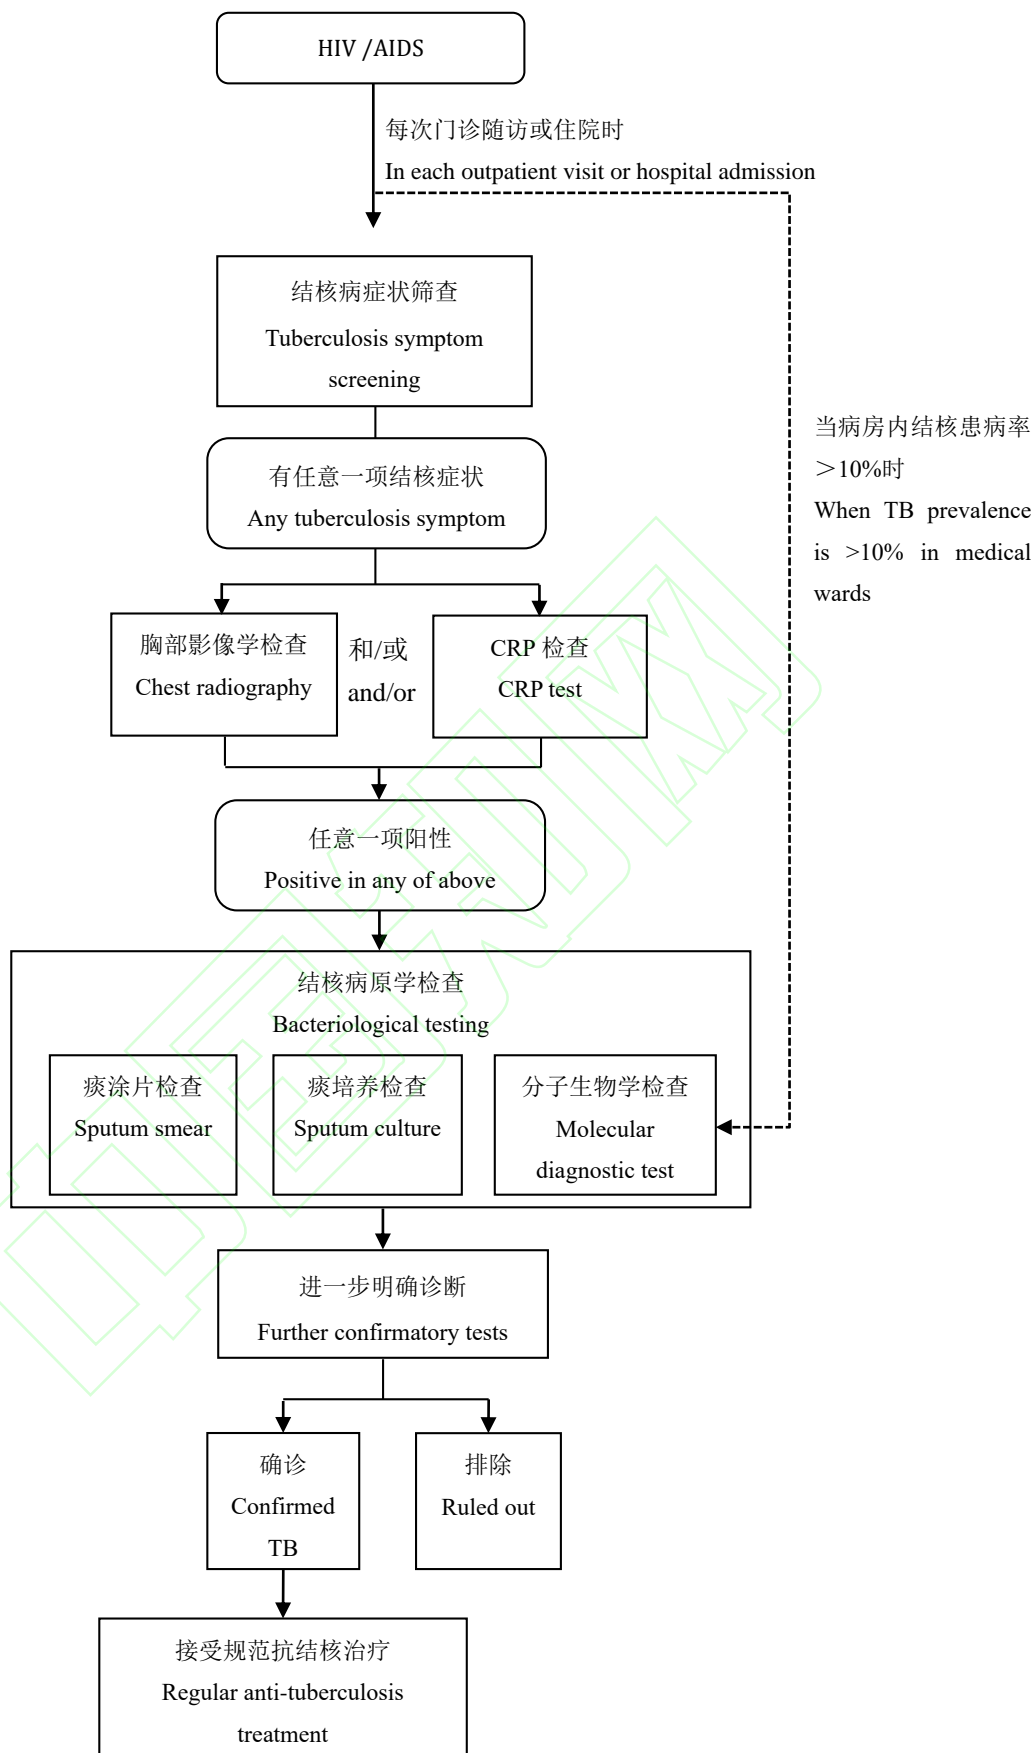 HIV /AIDS
每次门诊随访或住院时
In each outpatient visit or hospital admission
结核病症状筛查
Tuberculosis symptom
screening
当病房内结核患病率
＞10%时
When TB prevalence
is >10% in medical
wards
有任意一项结核症状
Any tuberculosis symptom
胸部影像学检查
Chest radiography
和/或
and/or
CRP 检查
CRP test
任意一项阳性
Positive in any of above
结核病原学检查
Bacteriological testing
痰涂片检查
Sputum smear
痰培养检查
Sputum culture
分子生物学检查
Molecular
diagnostic test
进一步明确诊断
Further confirmatory tests
确诊
Confirmed
TB
排除
Ruled out
接受规范抗结核治疗
Regular anti-tuberculosis
treatment
中国知网